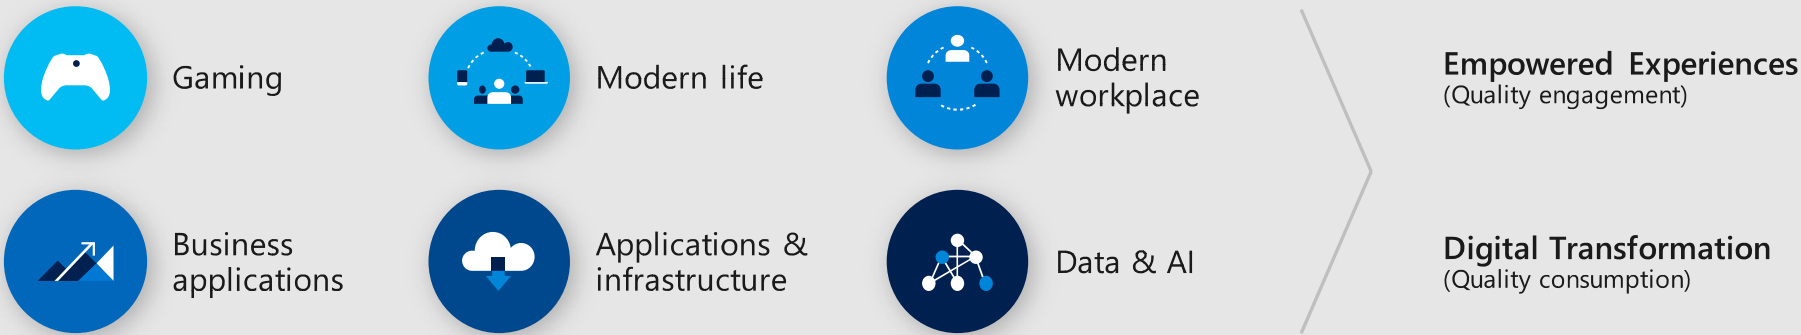 Gaming
Modern life
Modern
workplace
Empowered Experiences
(Quality engagement)
Business
applications
Applications &
infrastructure
Data & AI
Digital Transformation
(Quality consumption)